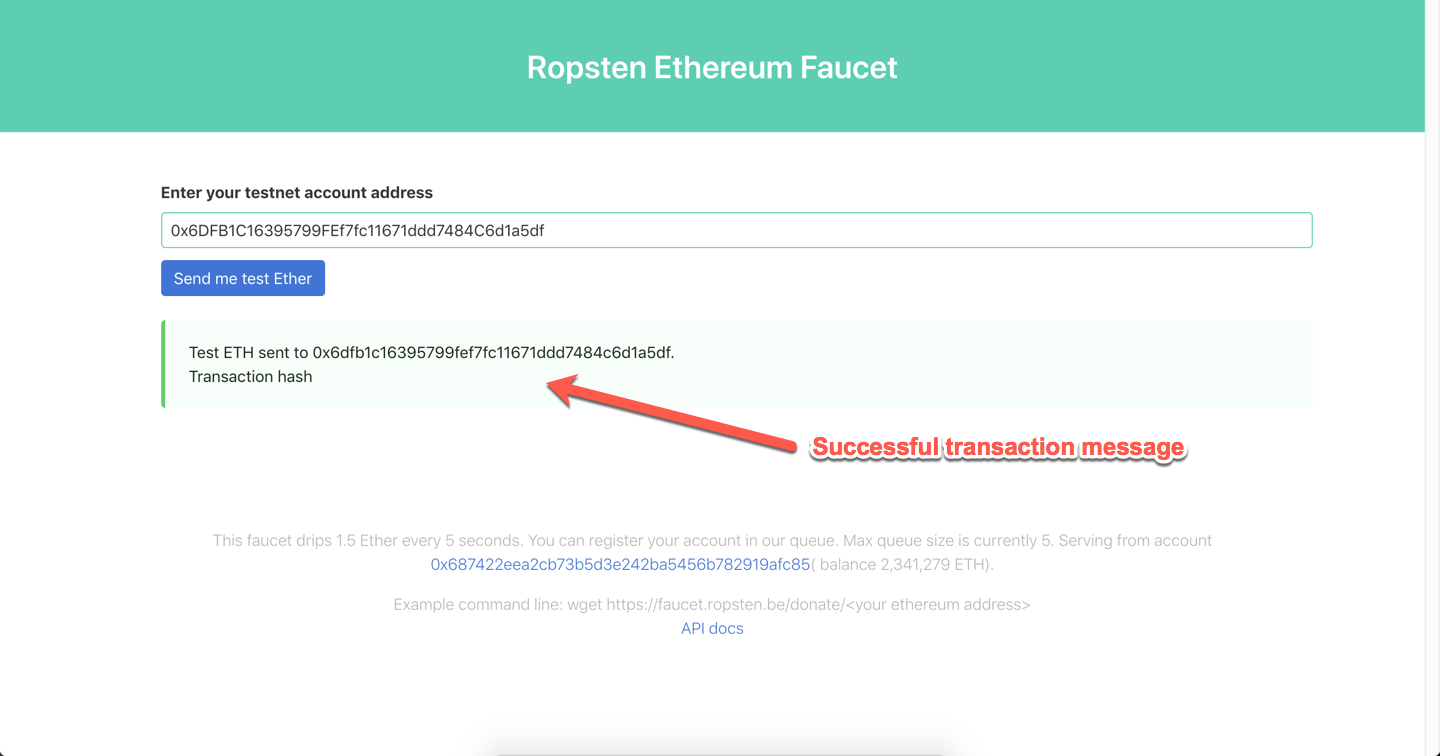 Ropsten Ethereum Faucet
Enter your testnet account address
0x6DFB1C16395799FEf7fc11671ddd7484C6d1a5df
Send me test Ether
Test ETH sent to 0x6dfb1c16395799fef7fc11671ddd7484c6d1a5df.
Transaction hash
Successful transaction message
This faucet drips 1.5 Ether every 5 seconds. You can register your account in our queue. Max queue size is currently 5. Serving from account
0x687422eea2cb73b5d3e242ba5456b782919afc85( balance 2,341,279 ETH).
Example command line: wget https://faucet.ropsten.be/donate/<your ethereum address>
API docs